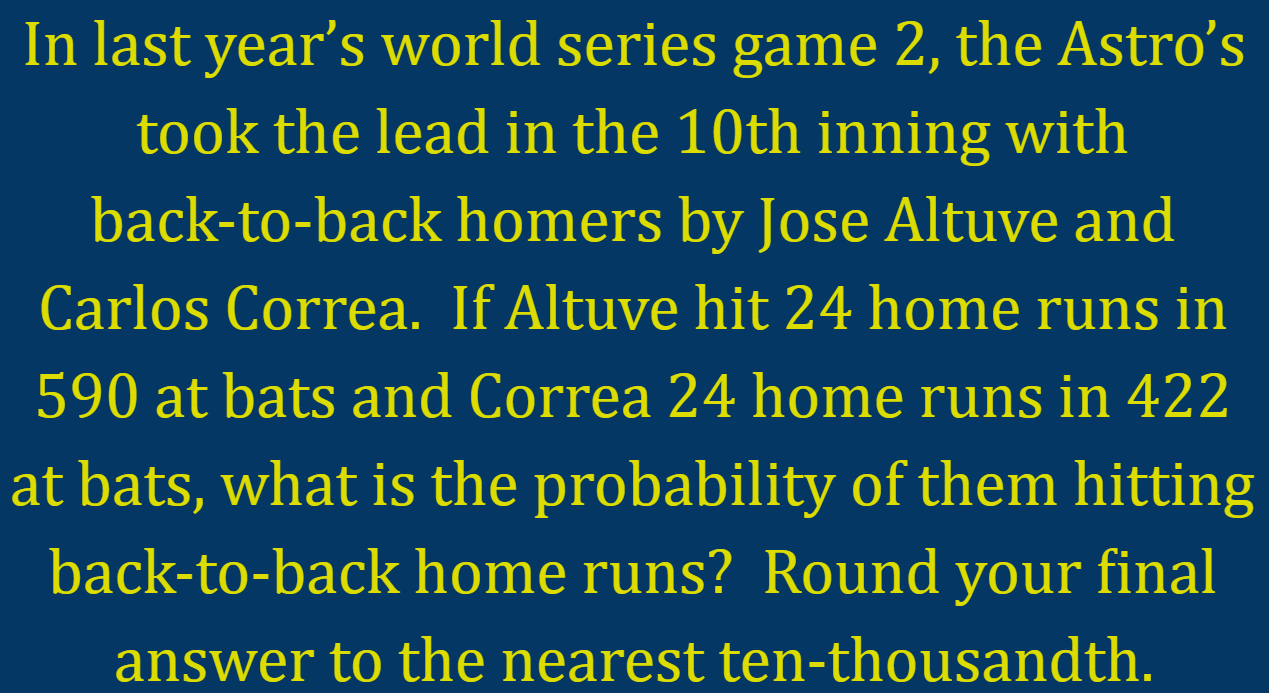 In last year’s world series game 2, the Astro’s
took the lead in the 10th inning with
back-to-back homers by Jose Altuve and
Carlos Correa.  If Altuve hit 24 home runs in
590 at bats and Correa 24 home runs in 422
at bats, what is the probability of them hitting
back-to-back home runs?  Round your final
answer to the nearest ten-thousandth.